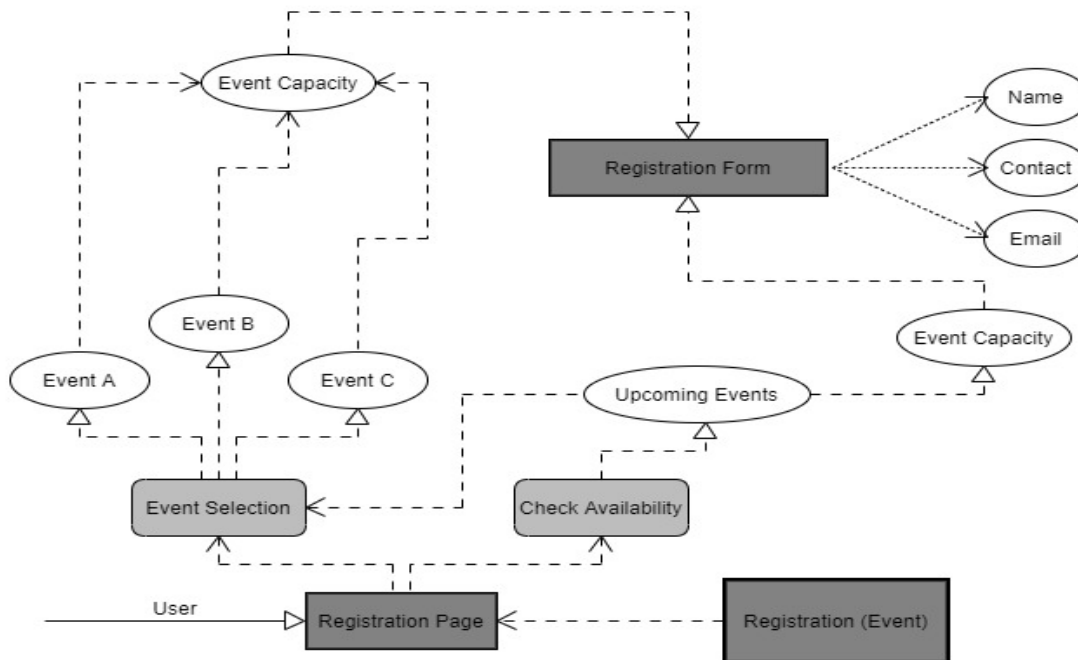 Event Capacity
Name
Registration Form
Contact
Email
Event B
Event Capacity
Event A
Event C
Upcoming Events
Event Selection
Check Availability
User
Registration Page
Registration (Event)